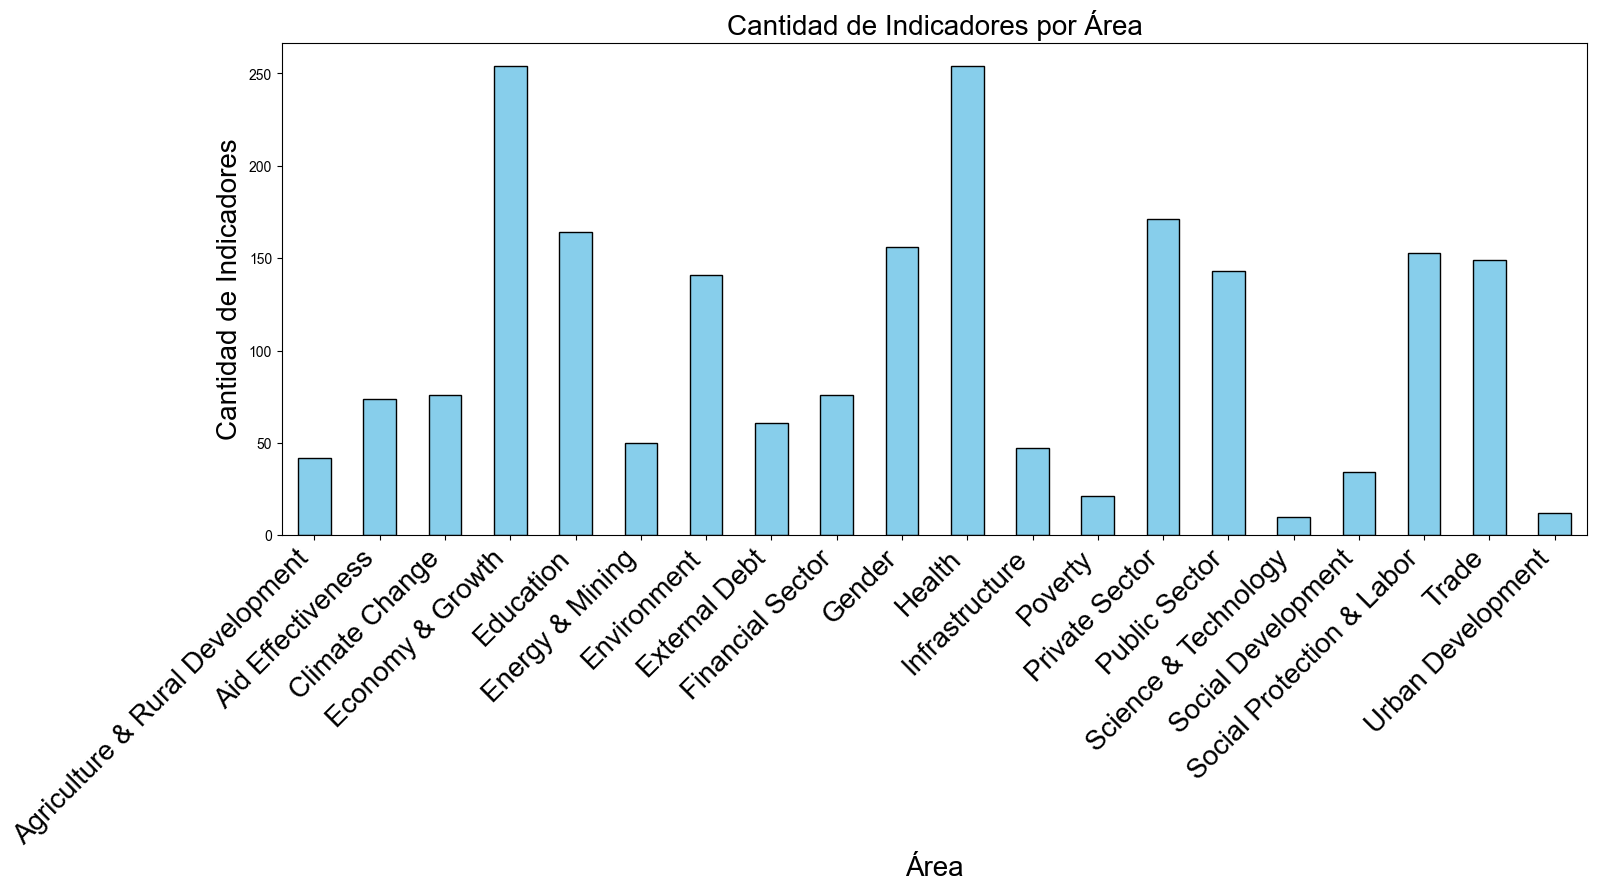 Cantidad de Indicadores por Área
Cantidad de Indicadores
250
200
150
100
50
0
Agriculture & Rural Development
Aid Effectiveness
Climate Change
Economy & Growth
Education
Energy & Mining
Environment
External Debt
Financial Sector
Gender
Health
Infrastructure
Poverty
Private Sector
Public Sector
Science & Technology
Social Development
Social Protection & Labor
Trade
Urban Development
Área